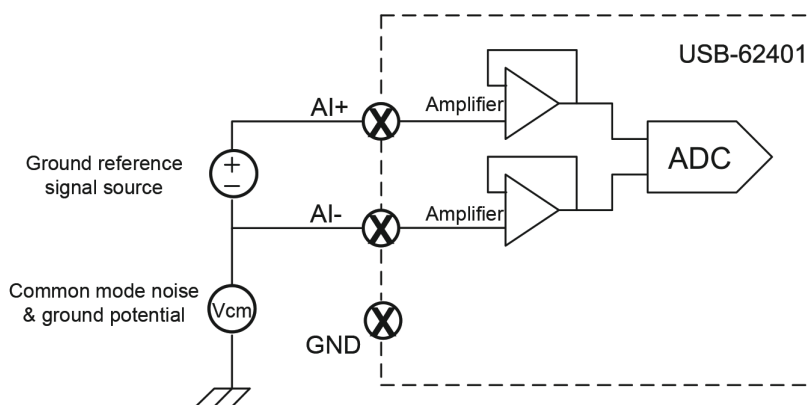 USB-62401
AI+
Amplifier
Ground reference
signal source
+
−
ADC
AI-
Amplifier
Common mode noise
& ground potential
Vcm
GND